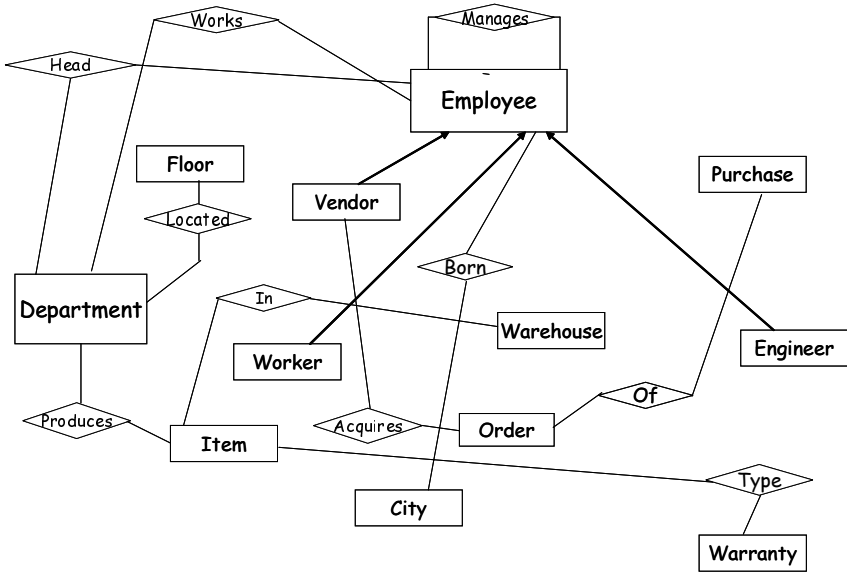 Works
Manages
Head
Employee
Floor
Purchase
Vendor
Located
Born
In
Department
Warehouse
Engineer
Worker
Of
Produces
Acquires
Order
Item
Type
City
Warranty